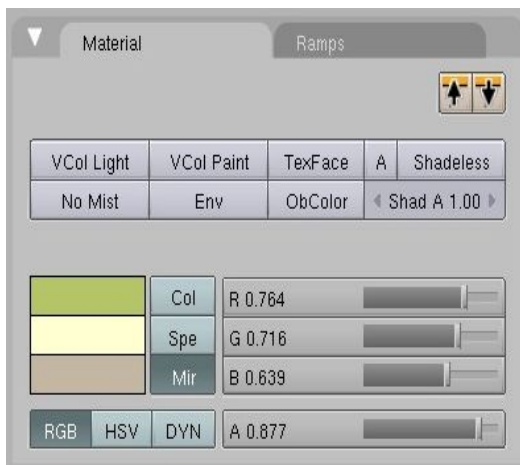 Material Ramps
VCol Light VCol Paint TexFace A Shadeless
No Mist Env ObColor Shad A 1.00
Col R 0.764
Spe G 0.716
Mir B 0.639
RGB HSV DYN A 0.877